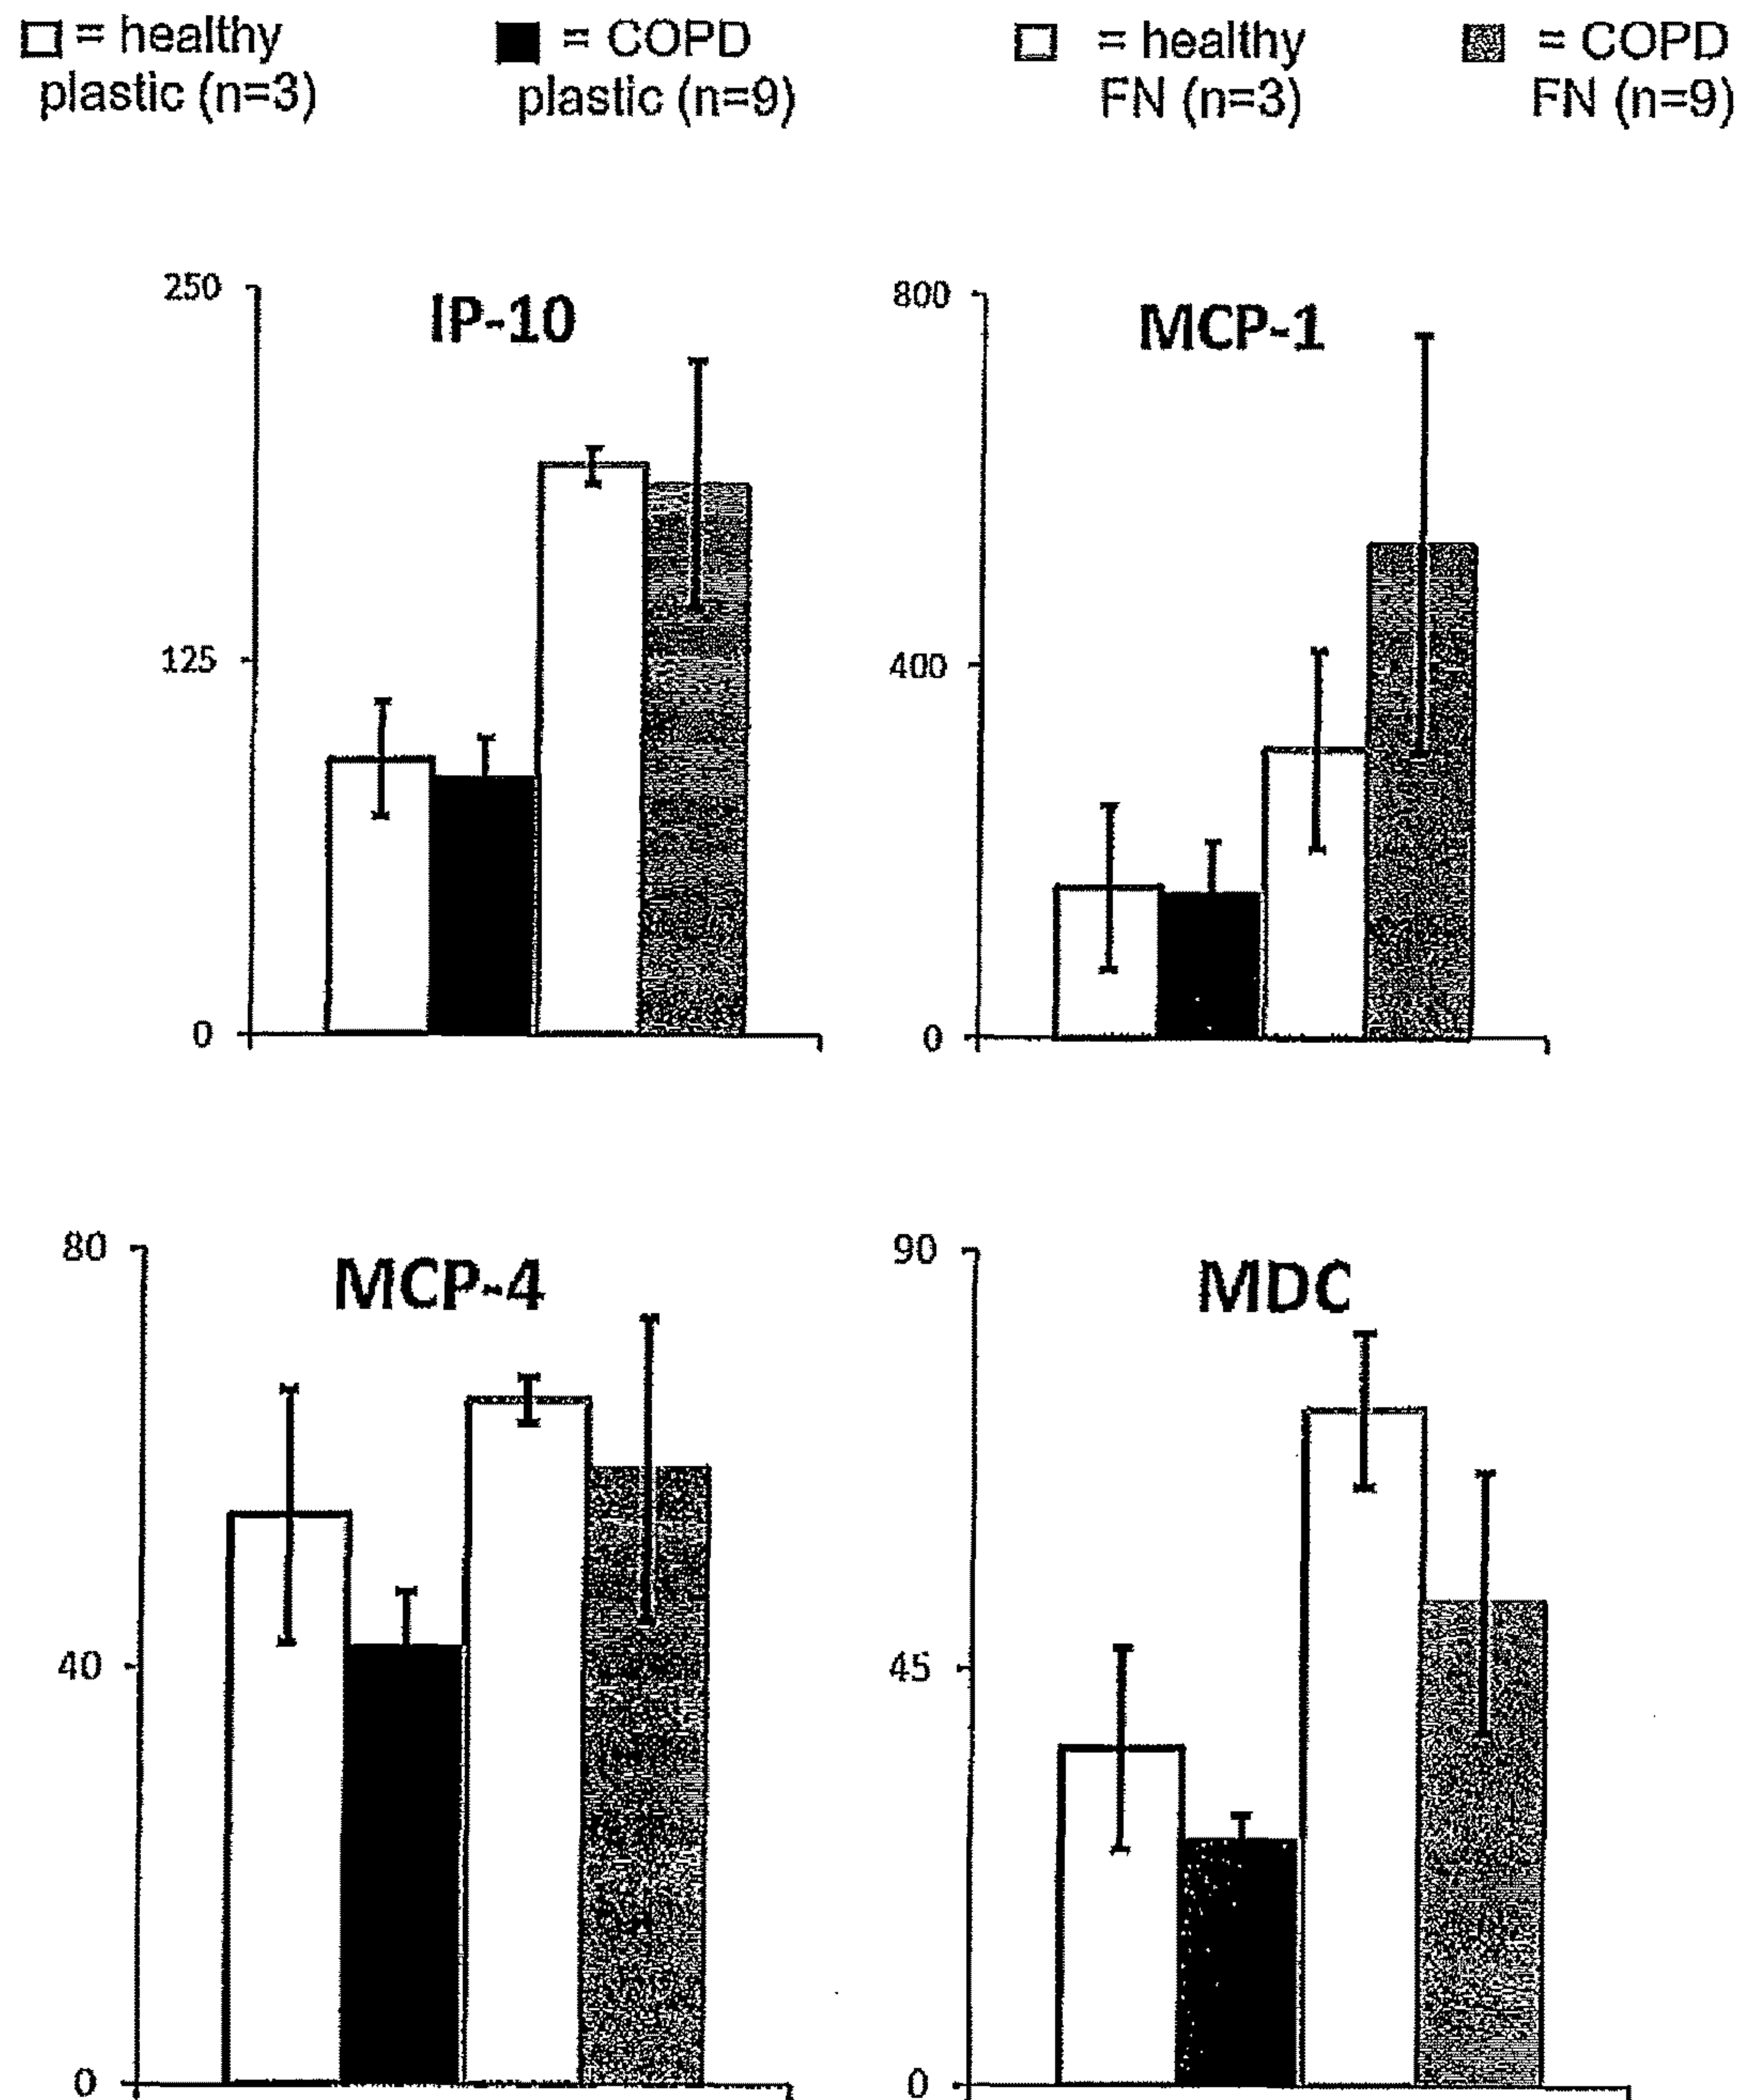 = healthy = COPD = healthy = COPD
plastic (n=3) plastic (n=9) FN (n=3) FN (n=9)
250 IP-10 800 MCP-1
125 400
0 0
80 MCP-4 90 MDC
40 45
0 0